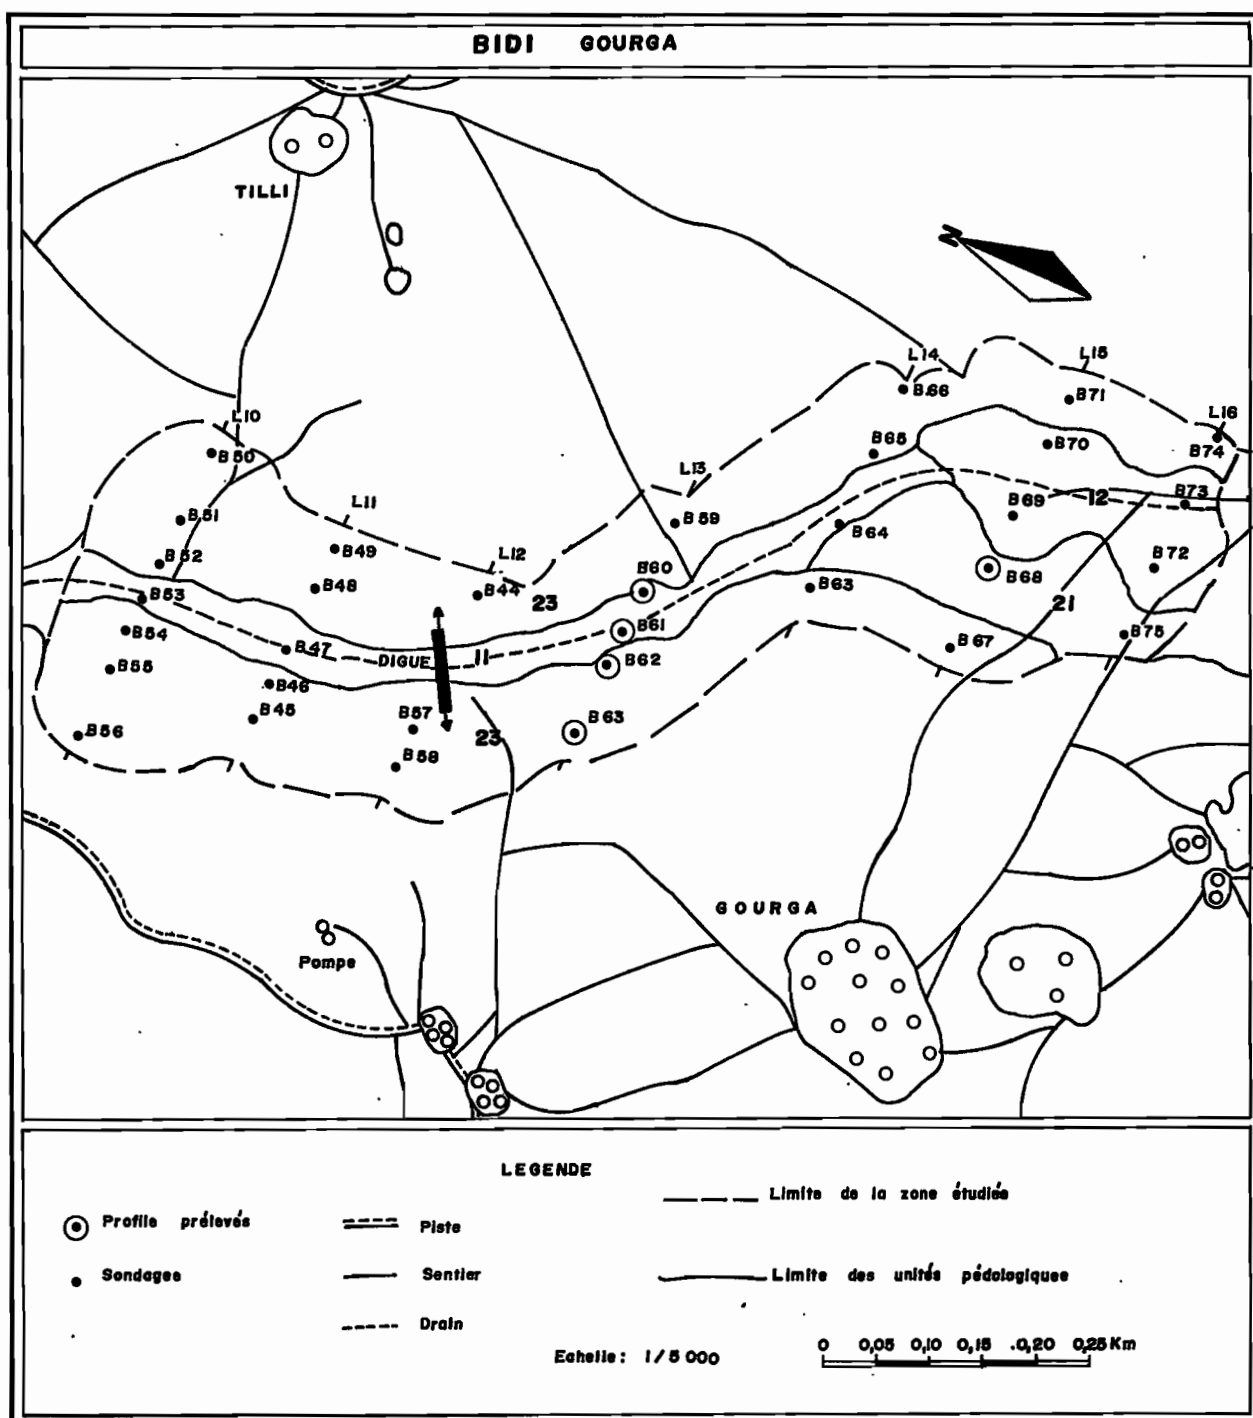 BIDI GOURGA
TILLI
N
L14
L15
B66
B71
L10
L16
B50
B65
B70
B74
L13
L11
B69
12
B73
B51
B59
B64
B49
L12
B52
B60
B72
B68
B48
B44
23
B63
21
B53
B54
B61
B75
B47
DIGUE
11
B67
B55
B62
B46
B45
B57
B63
B56
23
B58
GOURGA
Pompe
LEGENDE
Limite de la zone étudiée
Profils prélevés
Piste
Sondages
Sentier
Limite des unités pédologiques
Drain
Echelle : 1/5 000
0 0,05 0,10 0,15 0,20 0,25 Km